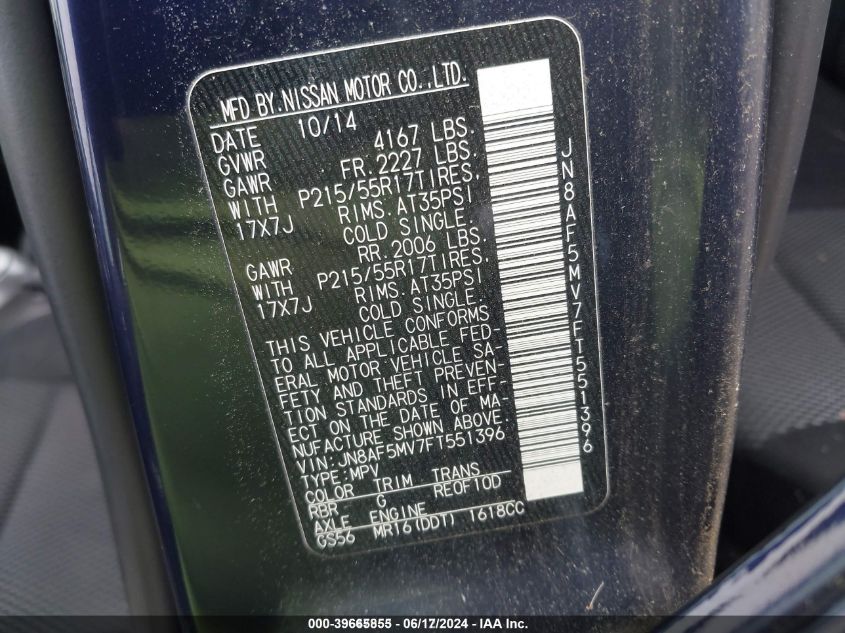 MFD BY.NISSAN MOTOR CO.,LTD.
DATE 10/14
GVWR 4167 LBS.
GAWR FR.2227 LBS.
WITH P215/55R17TIRES.
17X7J RIMS.AT35PSI
COLD SINGLE.
GAWR RR.2006 LBS.
WITH P215/55R17TIRES.
17X7J RIMS.AT35PSI
COLD SINGLE.
THIS VEHICLE CONFORMS
TO ALL APPLICABLE FED-
ERAL MOTOR VEHICLE SA-
FETY AND THEFT PREVEN-
TION STANDARDS IN EFF-
ECT ON THE DATE OF MA-
NUFACTURE SHOWN ABOVE.
VIN:JN8AF5MV7FT551396
TYPE:MPV
COLOR TRIM TRANS
RBR G RE0F10D
AXLE ENGINE
GS56 MR16(DDT) 1618CC
JN8AF5MV7FT551396
000-39665855 - 06/17/2024 - 1618CC